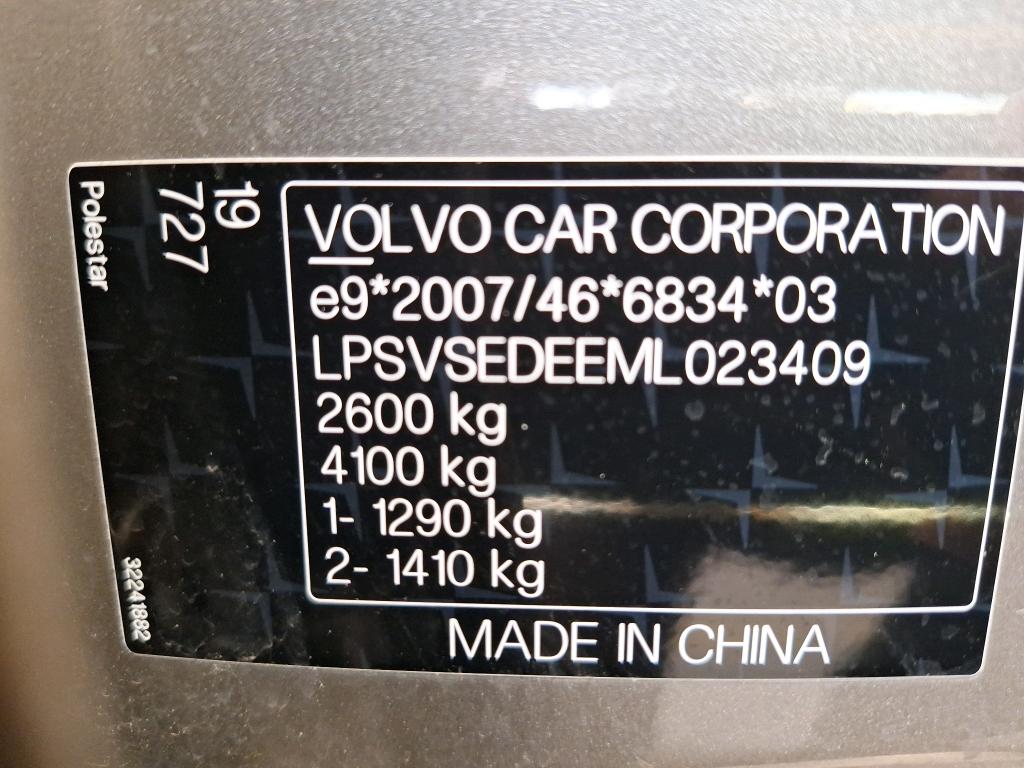 VOLVO CAR CORPORATION
e9*2007/46*6834*03
LPSVSEDEEML023409
2600 kg
4100 kg
1- 1290 kg
2- 1410 kg
MADE IN CHINA
19
727
Polestar
32241882